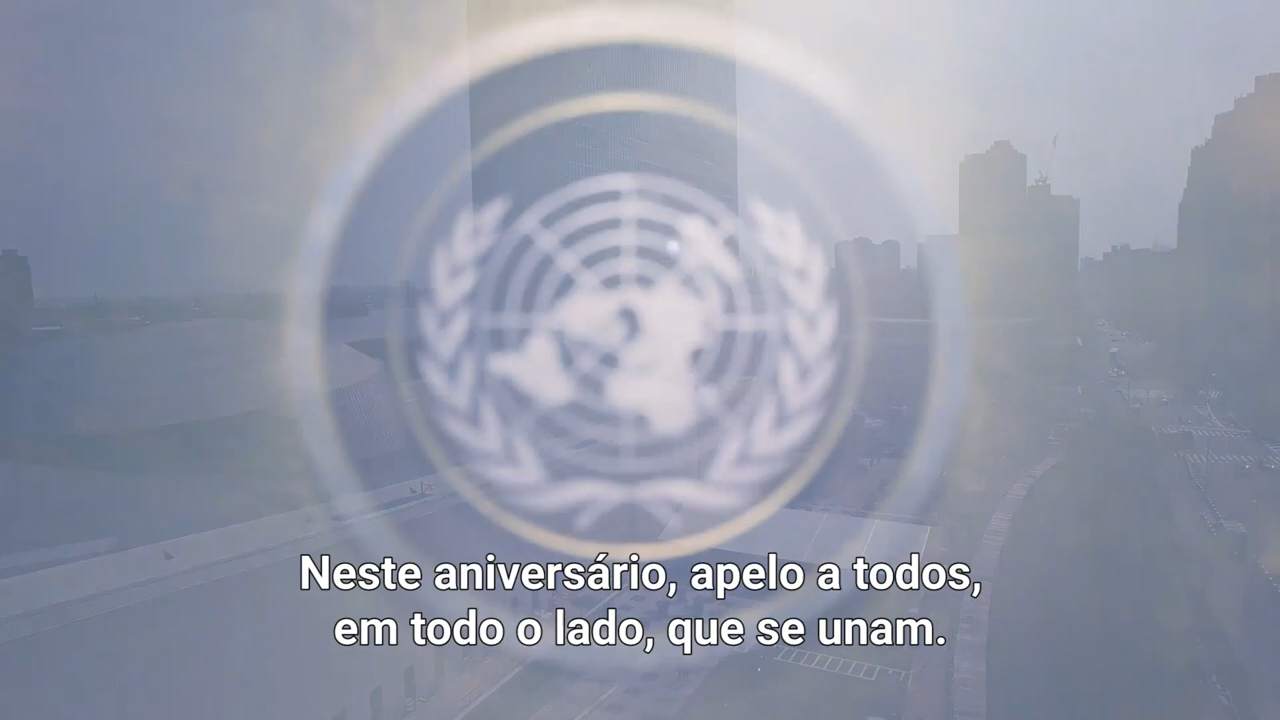 Neste aniversário, apelo a todos,
em todo o lado, que se unam.